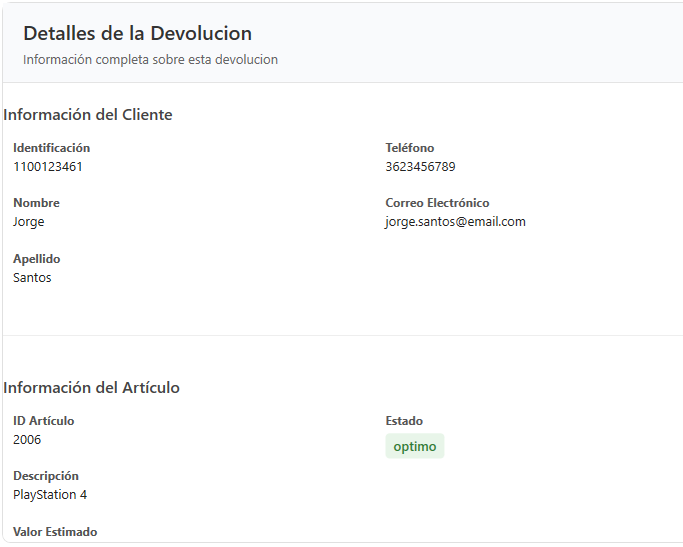 Detalles de la Devolucion
Información completa sobre esta devolucion
Información del Cliente
Identificación
1100123461
Teléfono
3623456789
Nombre
Jorge
Correo Electrónico
jorge.santos@email.com
Apellido
Santos
Información del Artículo
ID Artículo
2006
Estado
optimo
Descripción
PlayStation 4
Valor Estimado